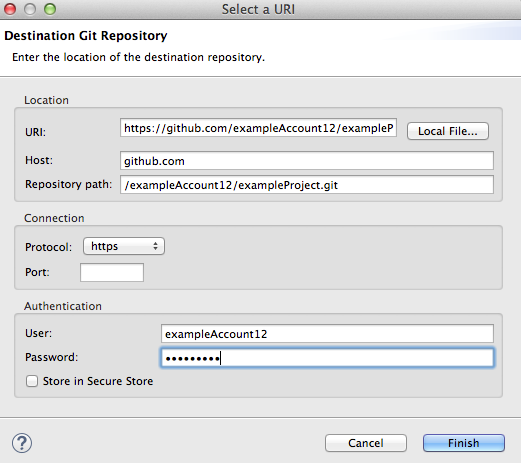 Select a URI
Destination Git Repository
Enter the location of the destination repository.
Location
URI: https://github.com/exampleAccount12/exampleP Local File...
Host: github.com
Repository path: /exampleAccount12/exampleProject.git
Connection
Protocol: https
Port:
Authentication
User: exampleAccount12
Password: •••••••••
Store in Secure Store
? Cancel Finish